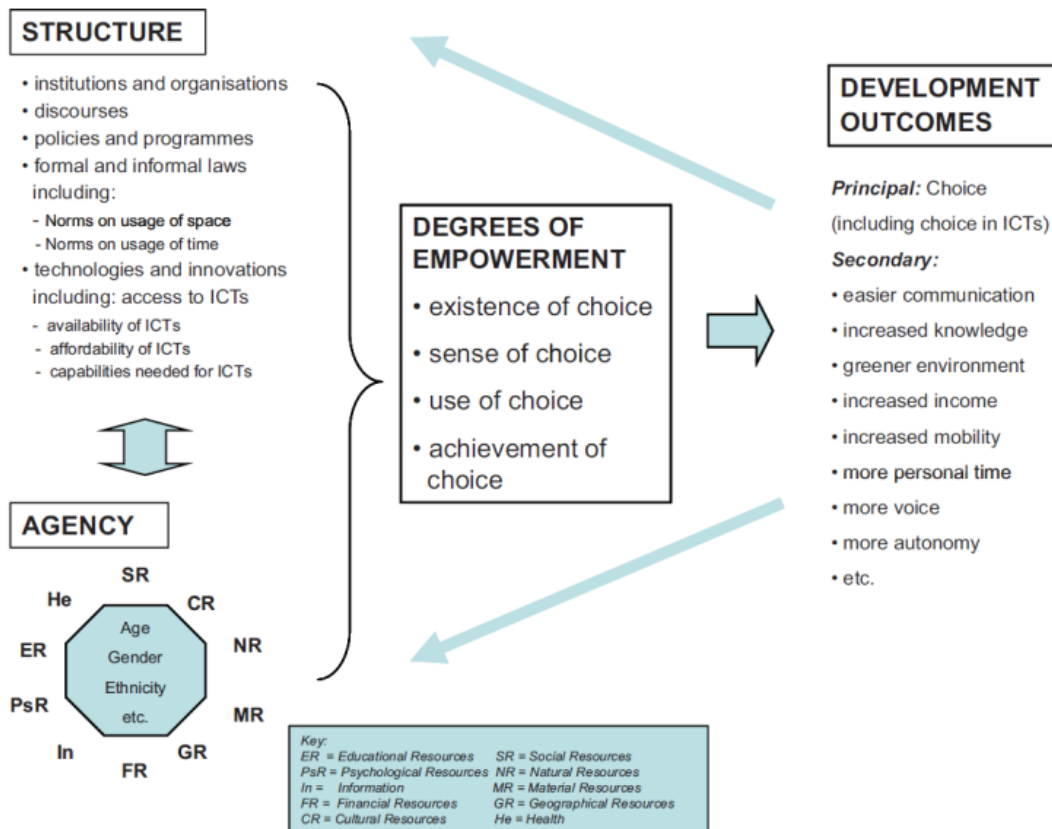 STRUCTURE
• institutions and organisations
• discourses
• policies and programmes
• formal and informal laws
including:
- Norms on usage of space
- Norms on usage of time
• technologies and innovations
including: access to ICTs
- availability of ICTs
- affordability of ICTs
- capabilities needed for ICTs
AGENCY
SR
He
CR
ER
NR
PsR
MR
In
GR
FR
Age
Gender
Ethnicity
etc.
DEGREES OF
EMPOWERMENT
• existence of choice
• sense of choice
• use of choice
• achievement of
choice
DEVELOPMENT
OUTCOMES
Principal: Choice
(including choice in ICTs)
Secondary:
• easier communication
• increased knowledge
• greener environment
• increased income
• increased mobility
• more personal time
• more voice
• more autonomy
• etc.
Key:
ER = Educational Resources SR = Social Resources
PsR = Psychological Resources NR = Natural Resources
In = Information MR = Material Resources
FR = Financial Resources GR = Geographical Resources
CR = Cultural Resources He = Health